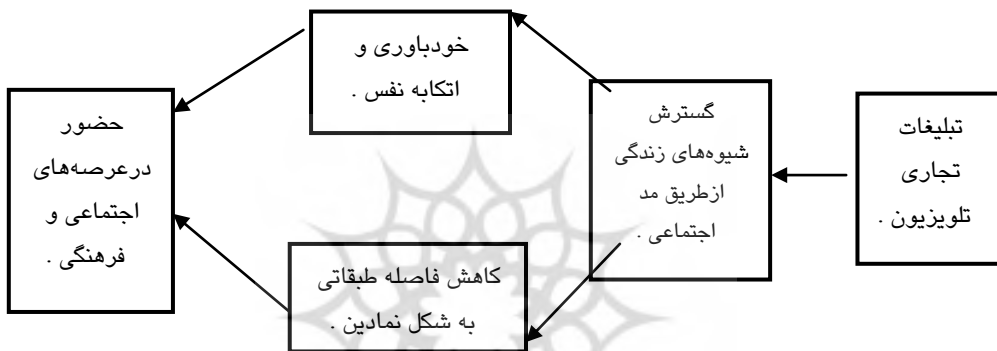 تبلیغات
تجاری
تلویزیون .
گسترش
شیوه‌های زندگی
ازطریق مد
اجتماعی .
خودباوری و
اتکابه نفس .
کاهش فاصله طبقاتی
به شکل نمادین .
حضور
درعرصه‌های
اجتماعی و
فرهنگی .